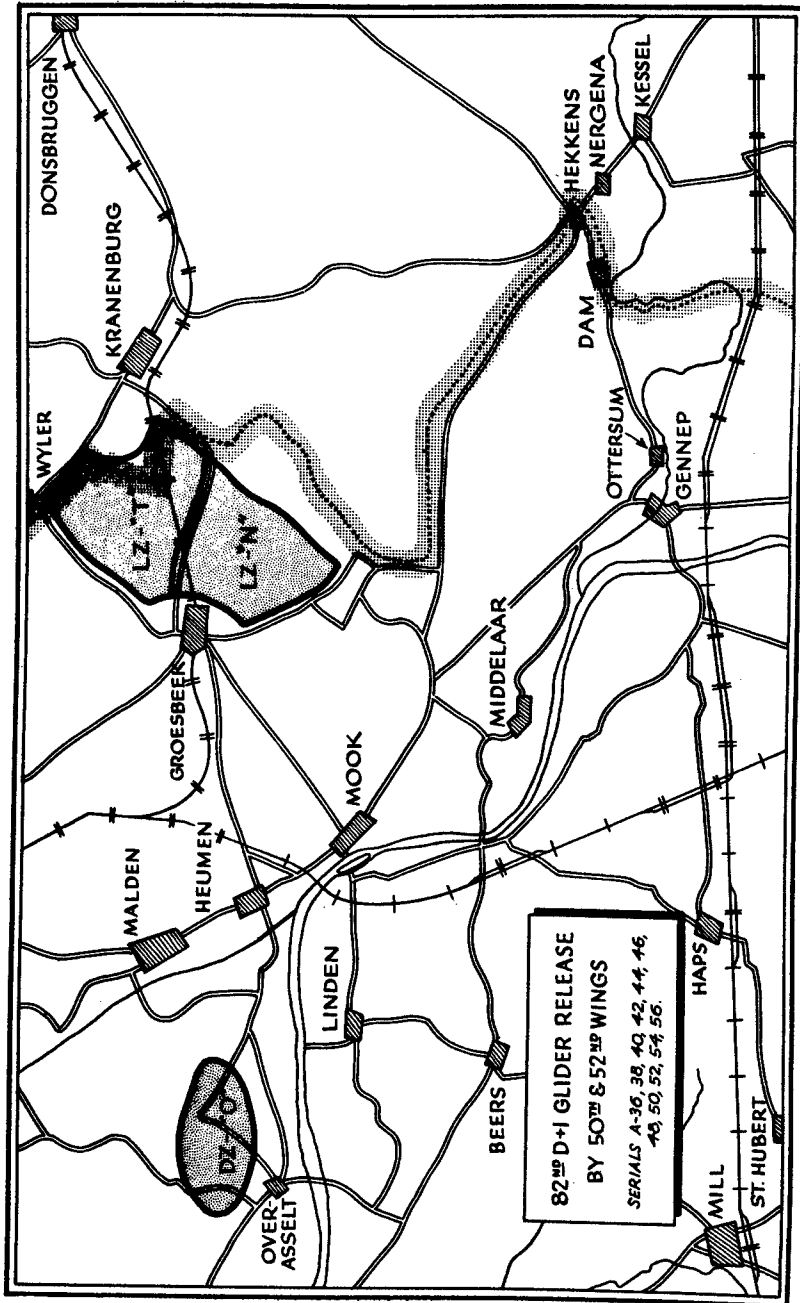 WYLER
DONSBRUGGEN
KRANENBURG
MALDEN
LZ-"T"
GROESBEEK
HEUMEN
DZ-"O"
LZ-"N"
OVER-
ASSELT
LINDEN
MOOK
BEERS
MIDDELAAR
82ND D+1 GLIDER RELEASE
BY 50TH & 52ND WINGS
SERIALS A-36, 38, 40, 42, 44, 46,
48, 50, 52, 54, 56.
HEKKENS
DAM
NERGENA
OTTERSUM
KESSEL
GENNEP
HAPS
MILL
ST. HUBERT